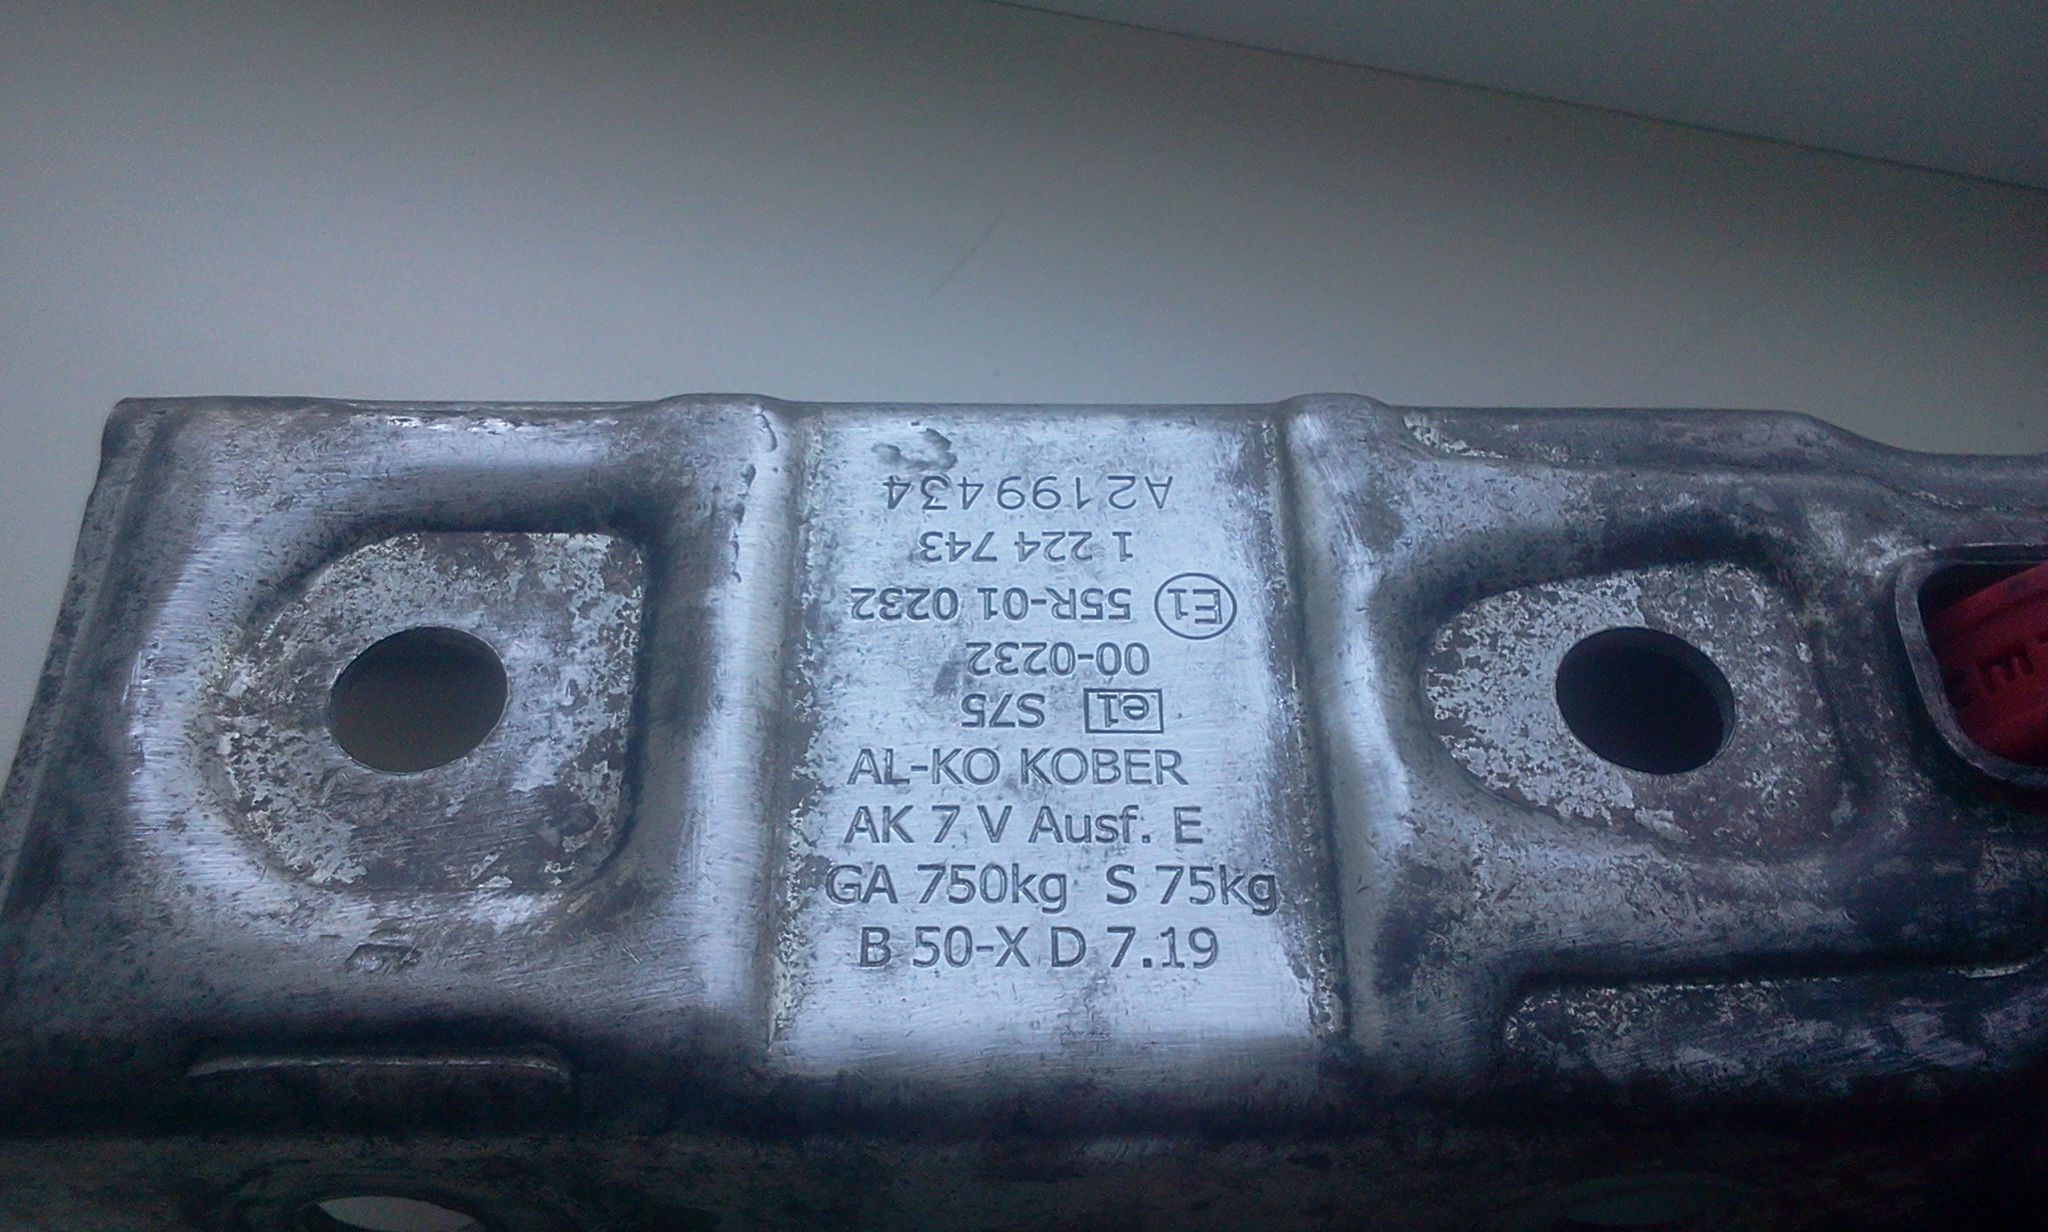 AL-KO KOBER
AK 7 V Ausf. E
GA 750kg S 75kg
B 50-X D 7.19
e1 S75
00-0232
E1 55R-01 0232
1 224 743
A2199434